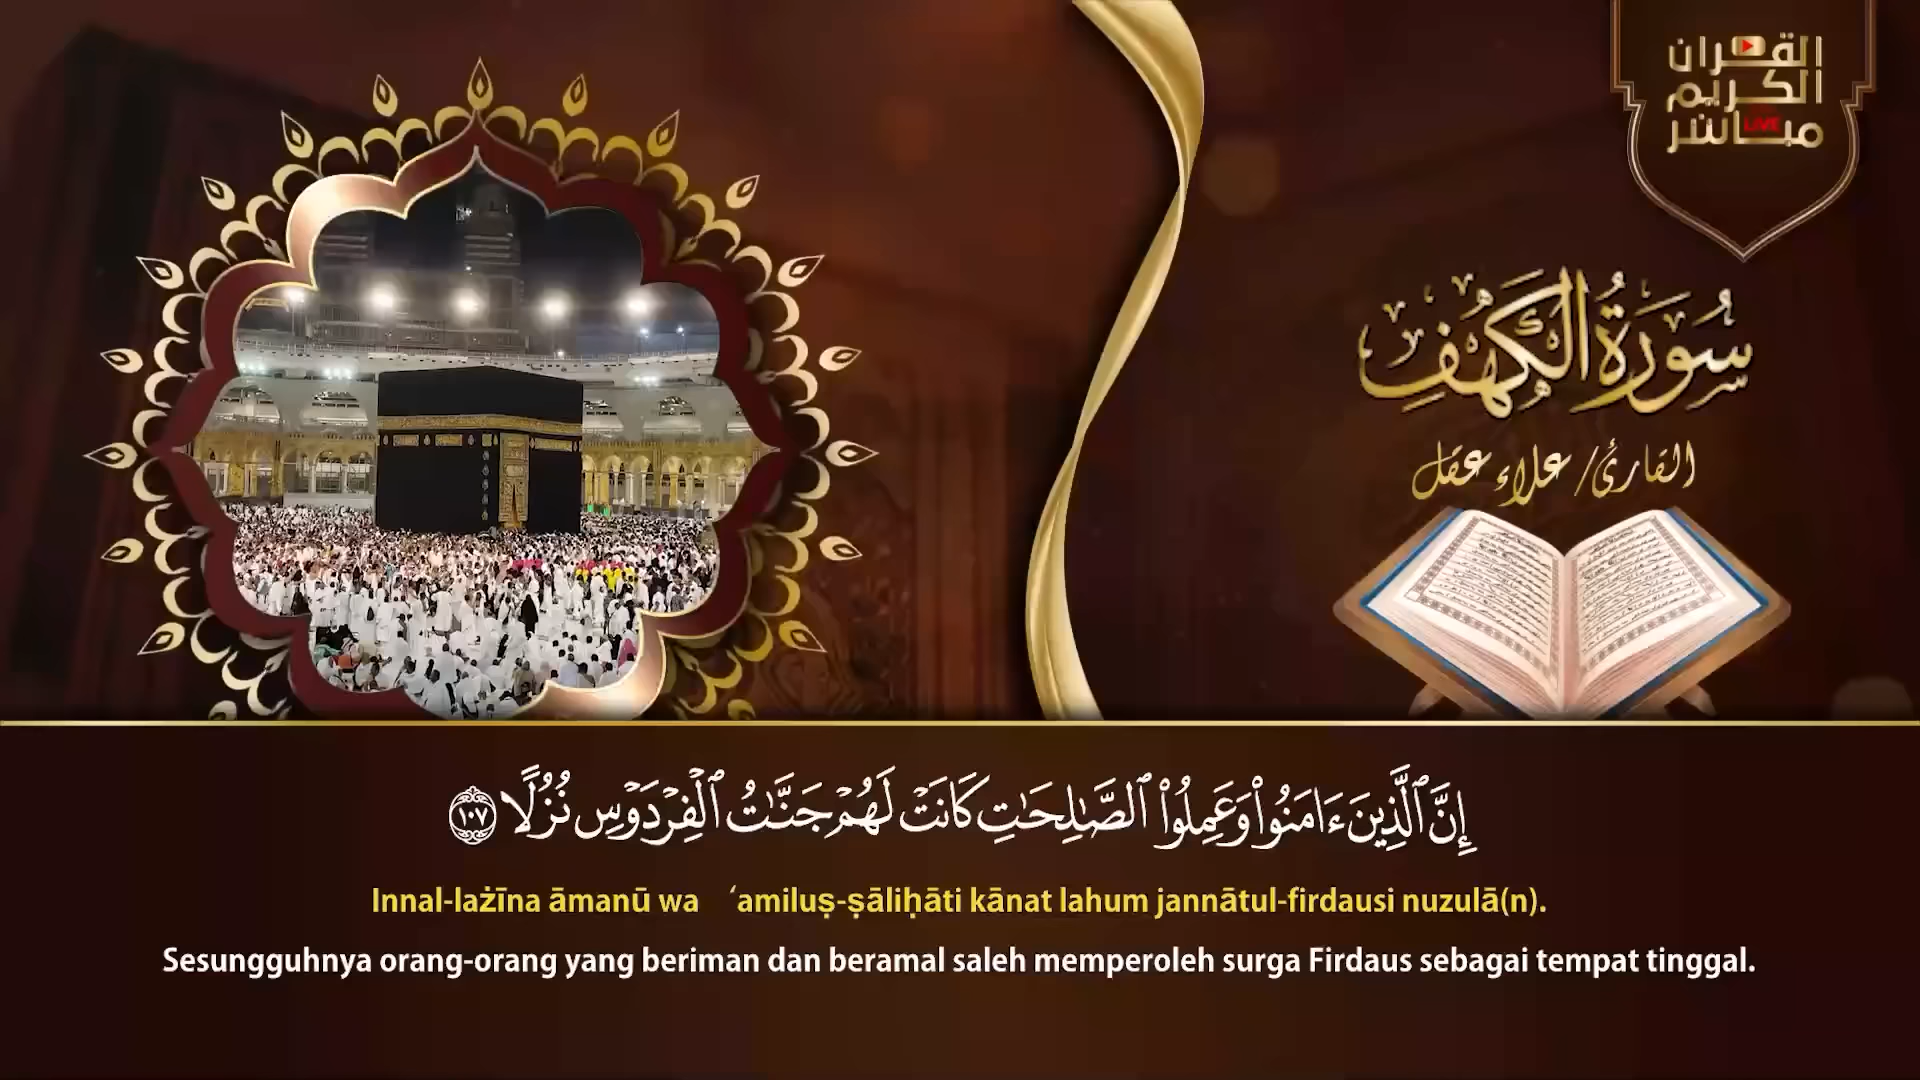 القرآن
الكريم
مباشر
LIVE
سُورَةُ الكَهْفِ
القارئ/ علاء عقل
إِنَّ ٱلَّذِينَ ءَامَنُوا۟ وَعَمِلُوا۟ ٱلصَّـٰلِحَـٰتِ كَانَتْ لَهُمْ جَنَّـٰتُ ٱلْفِرْدَوْسِ نُزُلًا ١٠٧
Innal-lażīna āmanū wa ‘amiluṣ-ṣāliḥāti kānat lahum jannātul-firdausi nuzulā(n).
Sesungguhnya orang-orang yang beriman dan beramal saleh memperoleh surga Firdaus sebagai tempat tinggal.